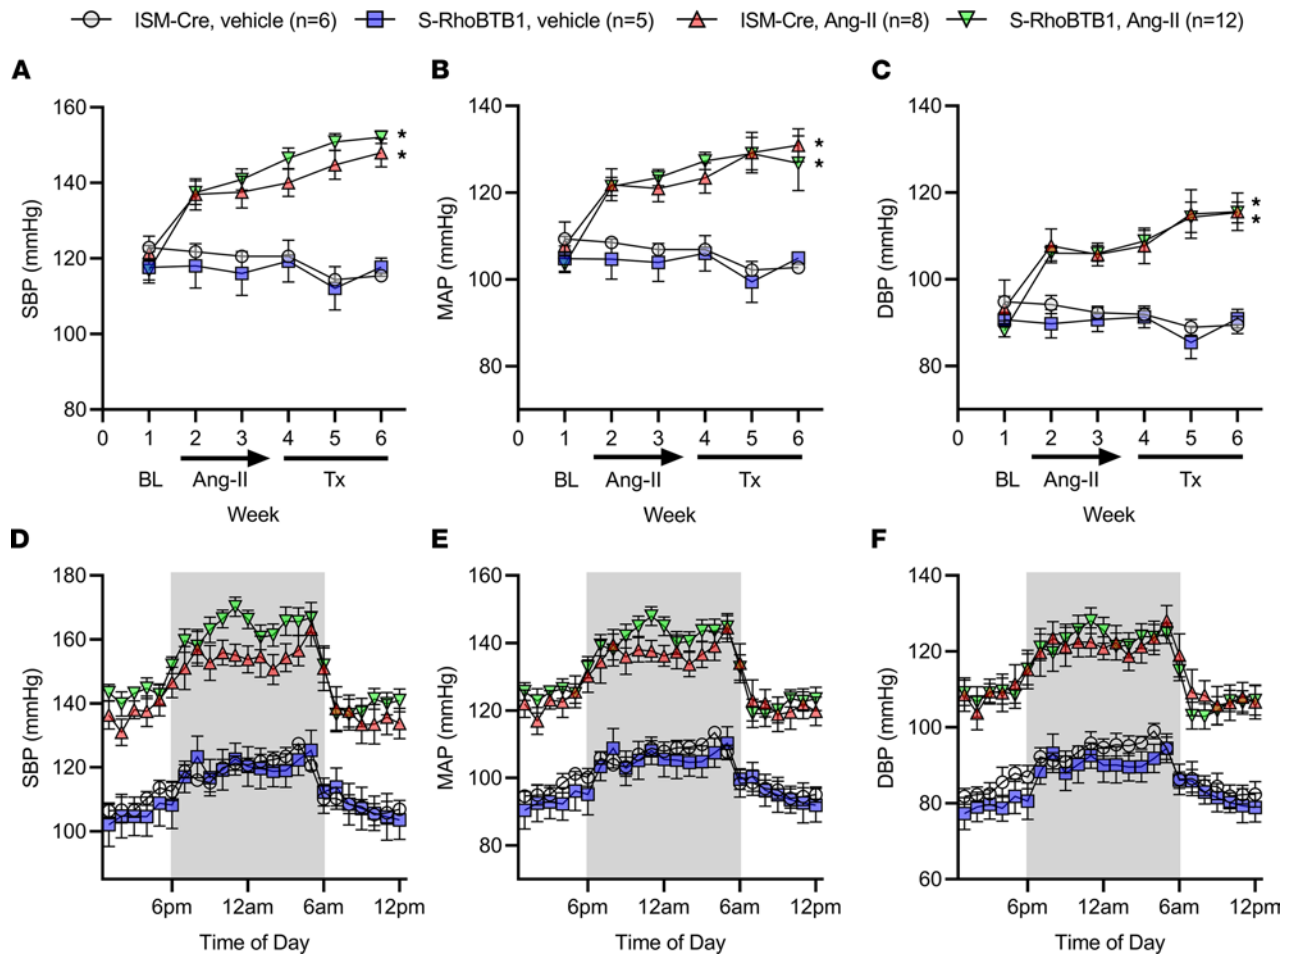 ISM-Cre, vehicle (n=6) S-RhoBTB1, vehicle (n=5) ISM-Cre, Ang-II (n=8) S-RhoBTB1, Ang-II (n=12)
A
SBP (mmHg)
160
140
120
100
80
0 1 2 3 4 5 6
BL Ang-II Tx
Week
*
*
B
MAP (mmHg)
140
120
100
80
0 1 2 3 4 5 6
BL Ang-II Tx
Week
*
*
C
DBP (mmHg)
140
120
100
80
0 1 2 3 4 5 6
BL Ang-II Tx
Week
*
*
D
SBP (mmHg)
180
160
140
120
100
6pm 12am 6am 12pm
Time of Day
E
MAP (mmHg)
160
140
120
100
80
6pm 12am 6am 12pm
Time of Day
F
DBP (mmHg)
140
120
100
80
60
6pm 12am 6am 12pm
Time of Day